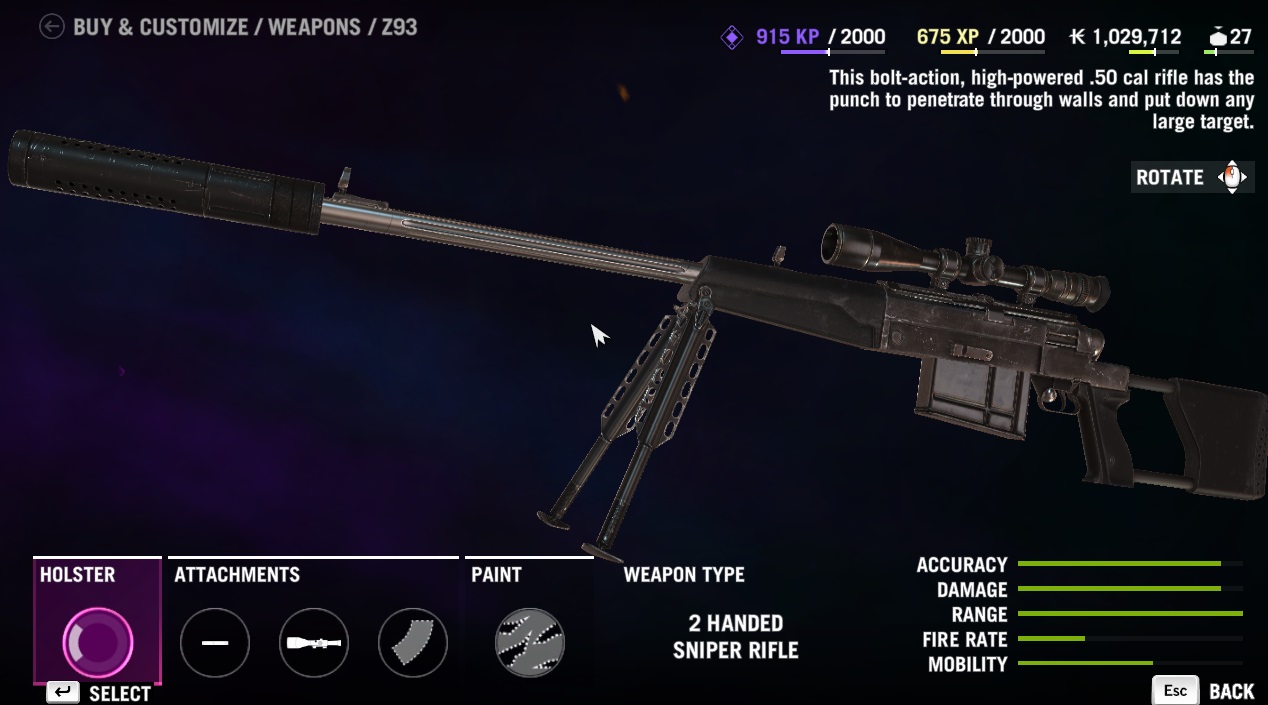 BUY & CUSTOMIZE / WEAPONS / Z93
915 KP / 2000 675 XP / 2000 1,029,712 27
This bolt-action, high-powered .50 cal rifle has the
punch to penetrate through walls and put down any
large target.
ROTATE
HOLSTER
ATTACHMENTS
PAINT
WEAPON TYPE
2 HANDED
SNIPER RIFLE
ACCURACY
DAMAGE
RANGE
FIRE RATE
MOBILITY
SELECT
Esc BACK